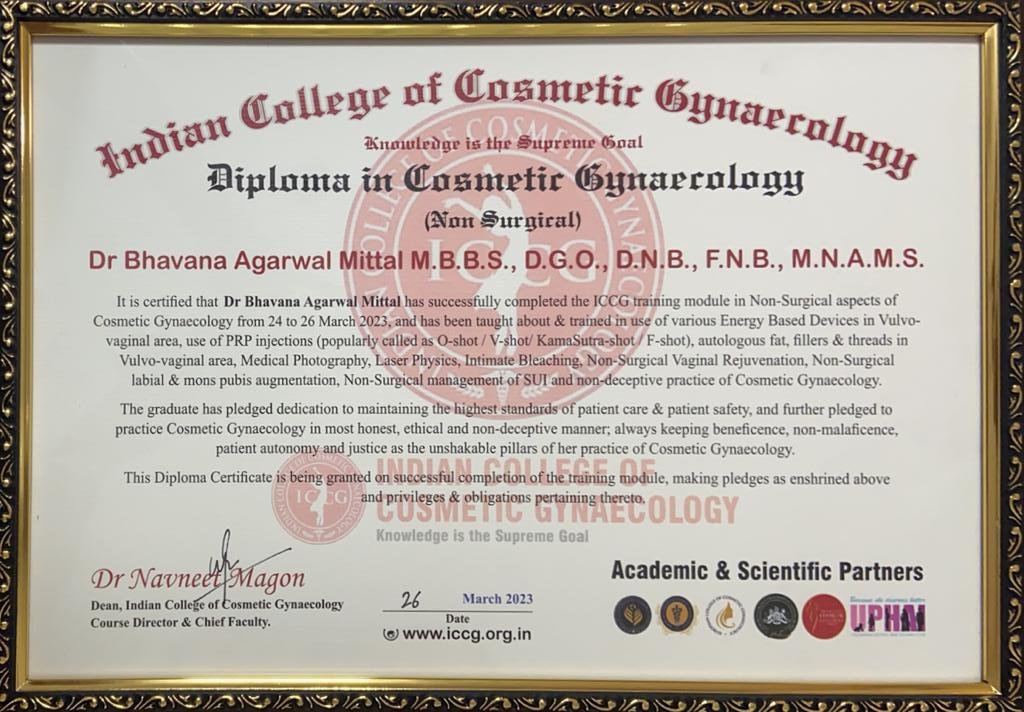 Indian College of Cosmetic Gynaecology
Knowledge is the Supreme Goal
Diploma in Cosmetic Gynaecology
(Non Surgical)
Dr Bhavana Agarwal Mittal M.B.B.S., D.G.O., D.N.B., F.N.B., M.N.A.M.S.
It is certified that Dr Bhavana Agarwal Mittal has successfully completed the ICCG training module in Non-Surgical aspects of
Cosmetic Gynaecology from 24 to 26 March 2023, and has been taught about & trained in use of various Energy Based Devices in Vulvo-
vaginal area, use of PRP injections (popularly called as O-shot / V-shot/ KamaSutra-shot / F-shot), autologous fat, fillers & threads in
Vulvo-vaginal area, Medical Photography, Laser Physics, Intimate Bleaching, Non-Surgical Vaginal Rejuvenation, Non-Surgical
labial & mons pubis augmentation, Non-Surgical management of SUI and non-deceptive practice of Cosmetic Gynaecology.
The graduate has pledged dedication to maintaining the highest standards of patient care & patient safety, and further pledged to
practice Cosmetic Gynaecology in most honest, ethical and non-deceptive manner; always keeping beneficence, non-malaficence,
patient autonomy and justice as the unshakable pillars of her practice of Cosmetic Gynaecology.
This Diploma Certificate is being granted on successful completion of the training module, making pledges as enshrined above
and privileges & obligations pertaining thereto.
ICCG
INDIAN COLLEGE OF
COSMETIC GYNAECOLOGY
Knowledge is the Supreme Goal
Dr Navneet Magon
Dean, Indian College of Cosmetic Gynaecology
Course Director & Chief Faculty.
26 March 2023
Date
www.iccg.org.in
Academic & Scientific Partners
UPHM